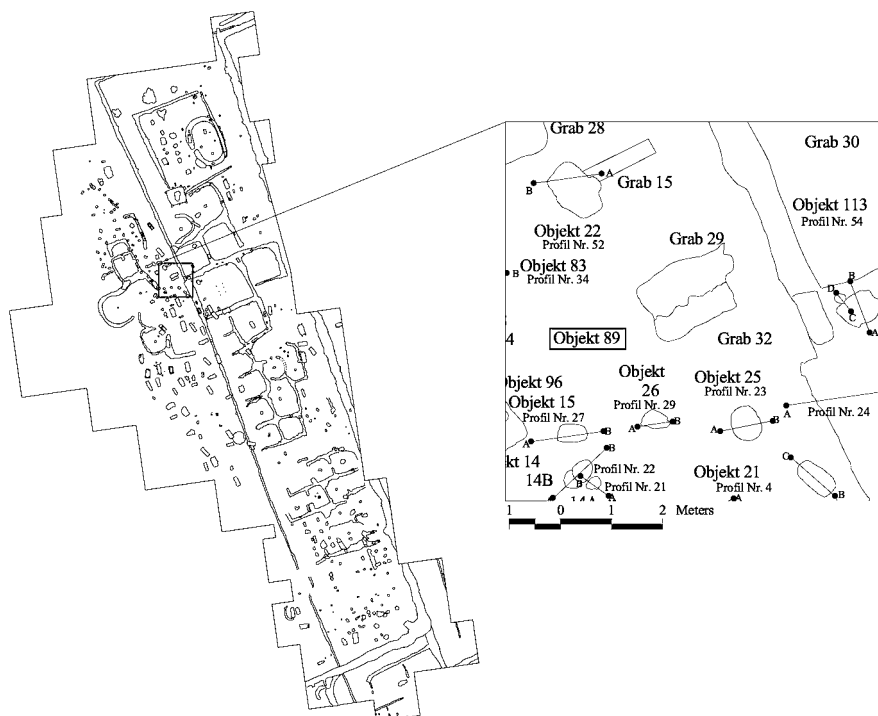 Grab 28
Grab 30
A
Grab 15
B
Objekt 113
Profil Nr. 54
Objekt 22
Profil Nr. 52
Grab 29
B
Objekt 83
Profil Nr. 34
B
D
C
4
Objekt 89
Grab 32
A
Objekt 96
Objekt 26
Profil Nr. 29
Objekt 25
Profil Nr. 23
Objekt 15
Profil Nr. 27
A
Profil Nr. 24
B
A
B
A
B
A
B
kt 14
14B
Profil Nr. 22
B
Profil Nr. 21
A
Objekt 21
Profil Nr. 4
A
C
B
1 0 1 2 Meters